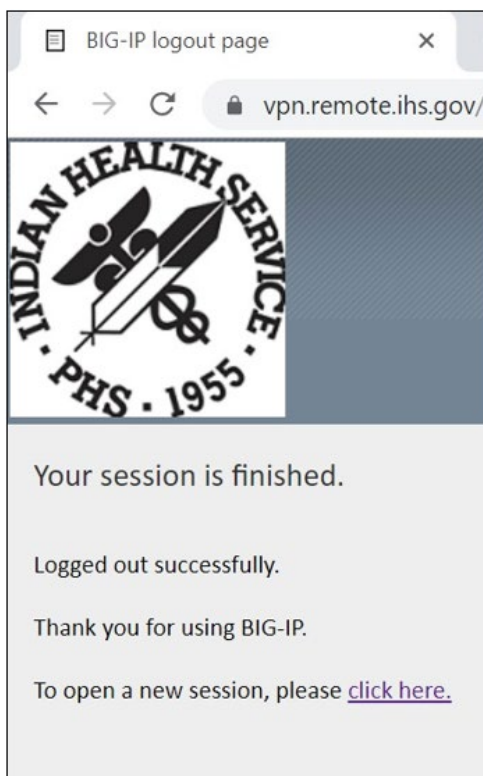 BIG-IP logout page
vpn.remote.ihs.gov/
INDIAN HEALTH SERVICE · PHS · 1955 ·
Your session is finished.
Logged out successfully.
Thank you for using BIG-IP.
To open a new session, please click here.